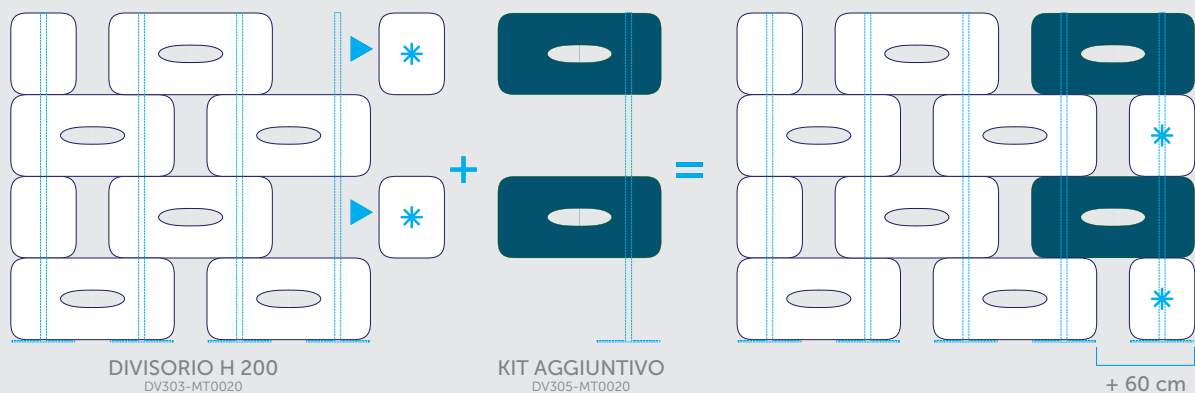 +
=
DIVISORIO H 200
DV303-MT0020
KIT AGGIUNTIVO
DV305-MT0020
+ 60 cm